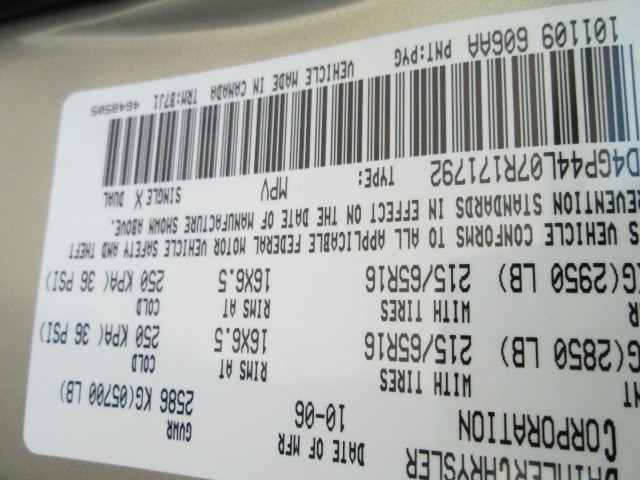 DAIMLERCHRYSLER
CORPORATION
DATE OF MFR
10-06
GVWR
2586 KG(05700 LB)
NT
WITH TIRES
RIMS AT
COLD
G(2850 LB)
215/65R16
16X6.5
250 KPA( 36 PSI)
R
WITH TIRES
RIMS AT
COLD
G(2950 LB)
215/65R16
16X6.5
250 KPA( 36 PSI)
S VEHICLE CONFORMS TO ALL APPLICABLE FEDERAL MOTOR VEHICLE SAFETY AND THEFT
REVENTION STANDARDS IN EFFECT ON THE DATE OF MANUFACTURE SHOWN ABOVE.
D4GP44L07R171792 TYPE: MPV SINGLE X DUAL
101109 606AA PNT:PYG VEHICLE MADE IN CANADA TRM:B7J1 4648505